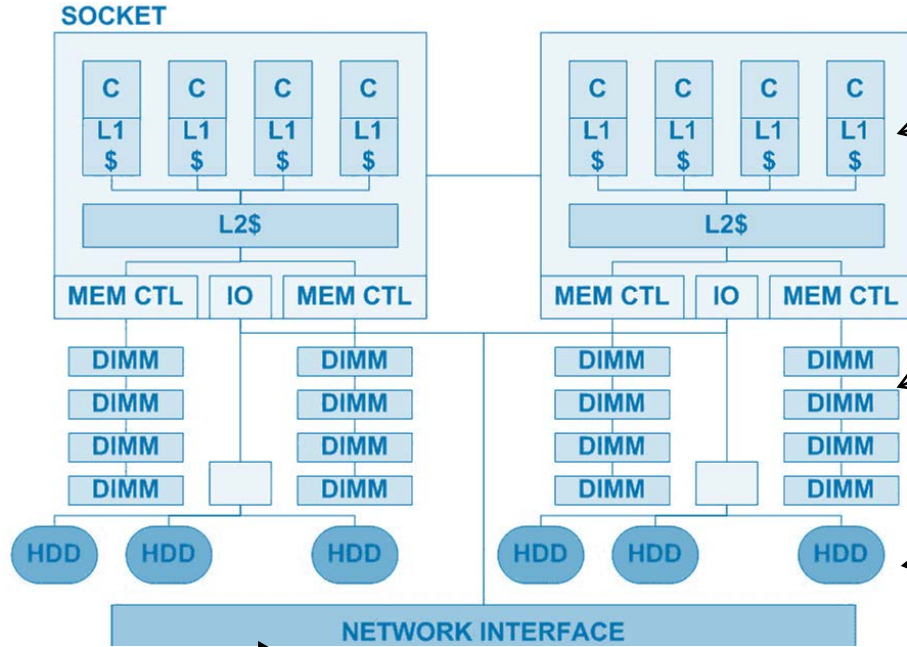 SOCKET
C C C C C C C C
L1 L1 L1 L1 L1 L1 L1 L1
$ $ $ $ $ $ $ $
L2$ L2$
MEM CTL IO MEM CTL MEM CTL IO MEM CTL
DIMM DIMM DIMM DIMM
DIMM DIMM DIMM DIMM
DIMM DIMM DIMM DIMM
DIMM DIMM DIMM DIMM
HDD HDD HDD HDD HDD HDD
NETWORK INTERFACE